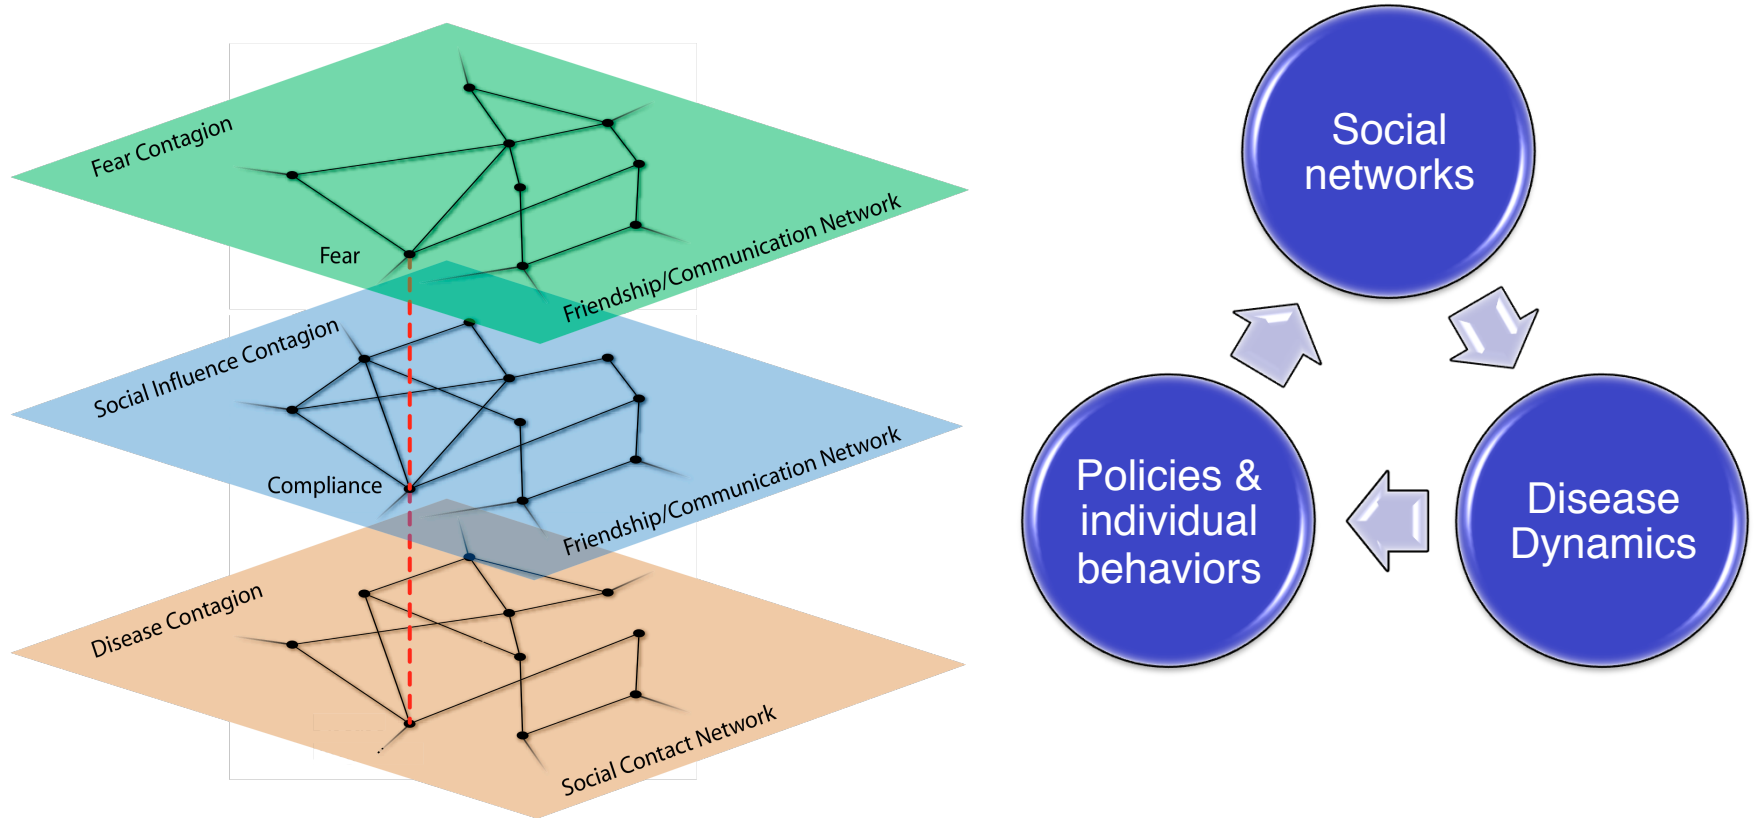 Fear Contagion
Fear
Friendship/Communication Network
Social Influence Contagion
Compliance
Friendship/Communication Network
Disease Contagion
Social Contact Network
Social
networks
Policies &
individual
behaviors
Disease
Dynamics